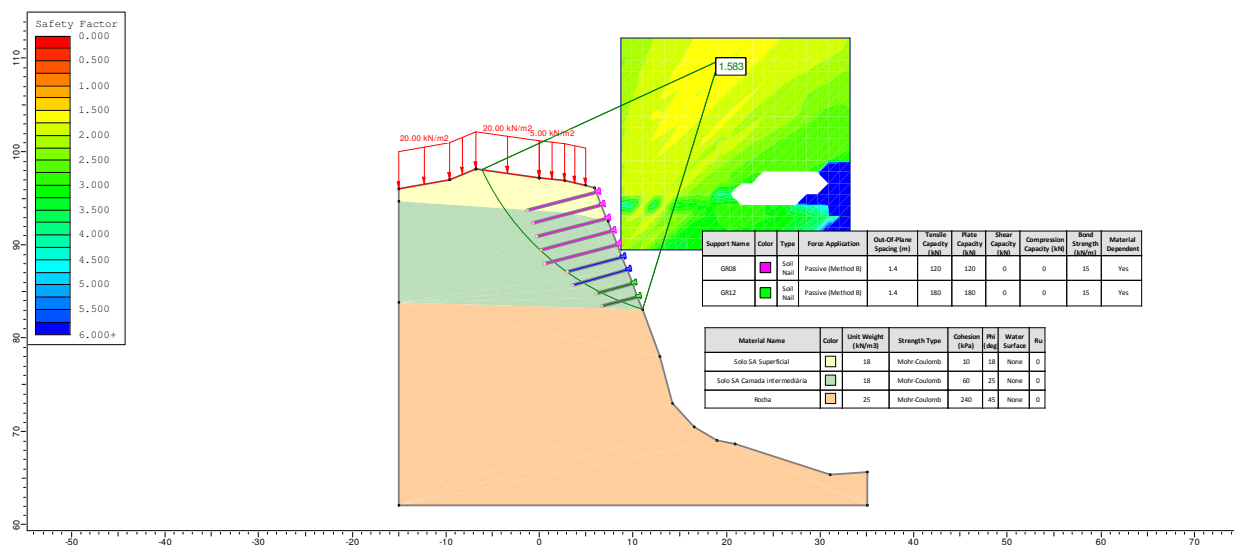 Safety Factor
0.000
0.500
1.000
1.500
2.000
2.500
3.000
3.500
4.000
4.500
5.000
5.500
6.000+
110
100
90
80
70
60
1.583
20.00 kN/m2
20.00 kN/m2
5.00 kN/m2
Support Name Color Type Force Application Out-Of-Plane Spacing (m) Tensile Capacity (kN) Plate Capacity (kN) Shear Capacity (kN) Compression Capacity (kN) Bond Strength (kN/m) Material Dependent
GR08 Soil Nail Passive (Method B) 1.4 120 120 0 0 15 Yes
GR12 Soil Nail Passive (Method B) 1.4 180 180 0 0 15 Yes
Material Name Color Unit Weight (kN/m3) Strength Type Cohesion (kPa) Phi (deg Water Surface Ru
Solo SA Superficial 18 Mohr-Coulomb 10 18 None 0
Solo SA Camada intermediária 18 Mohr-Coulomb 60 25 None 0
Rocha 25 Mohr-Coulomb 240 45 None 0
-50 -40 -30 -20 -10 0 10 20 30 40 50 60 70